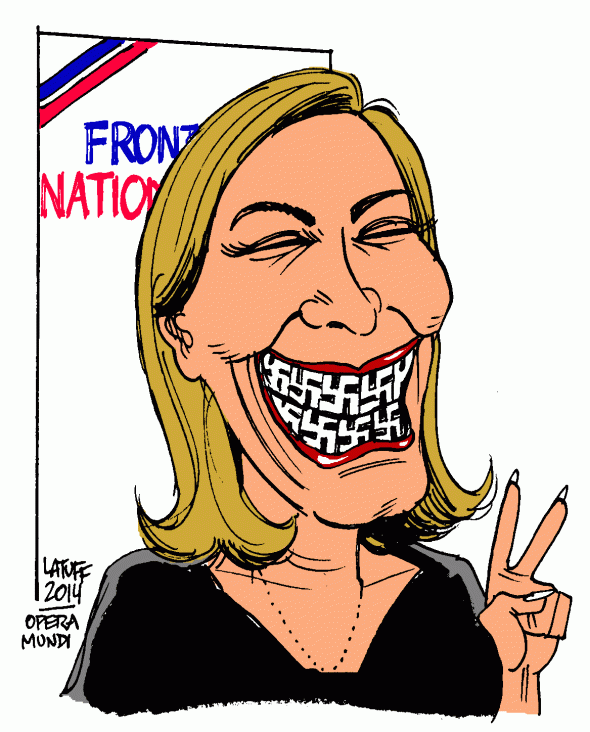 FRONT
NATION
LATUFF
2014
OPERA
MUNDI